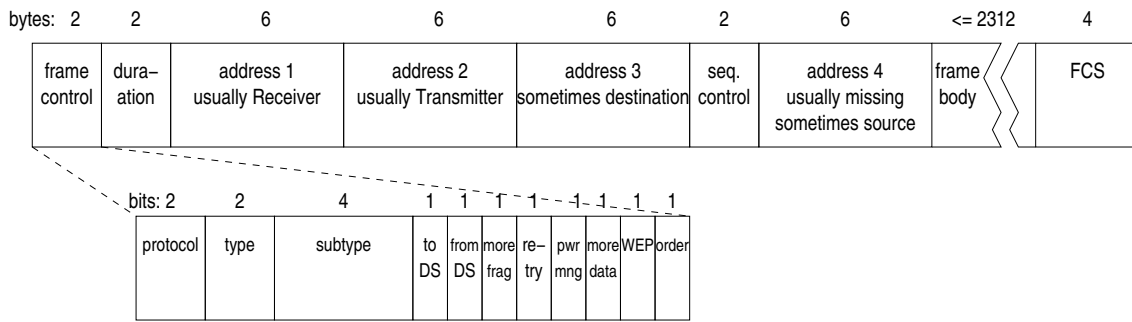 bytes: 2 2 6 6 6 2 6 <= 2312 4
frame control
dura–ation
address 1
usually Receiver
address 2
usually Transmitter
address 3
sometimes destination
seq. control
address 4
usually missing
sometimes source
frame body
FCS
bits: 2 2 4 1 1 1 1 1 1 1 1
protocol
type
subtype
to DS
from DS
more frag
re–try
pwr mng
more data
WEP
order